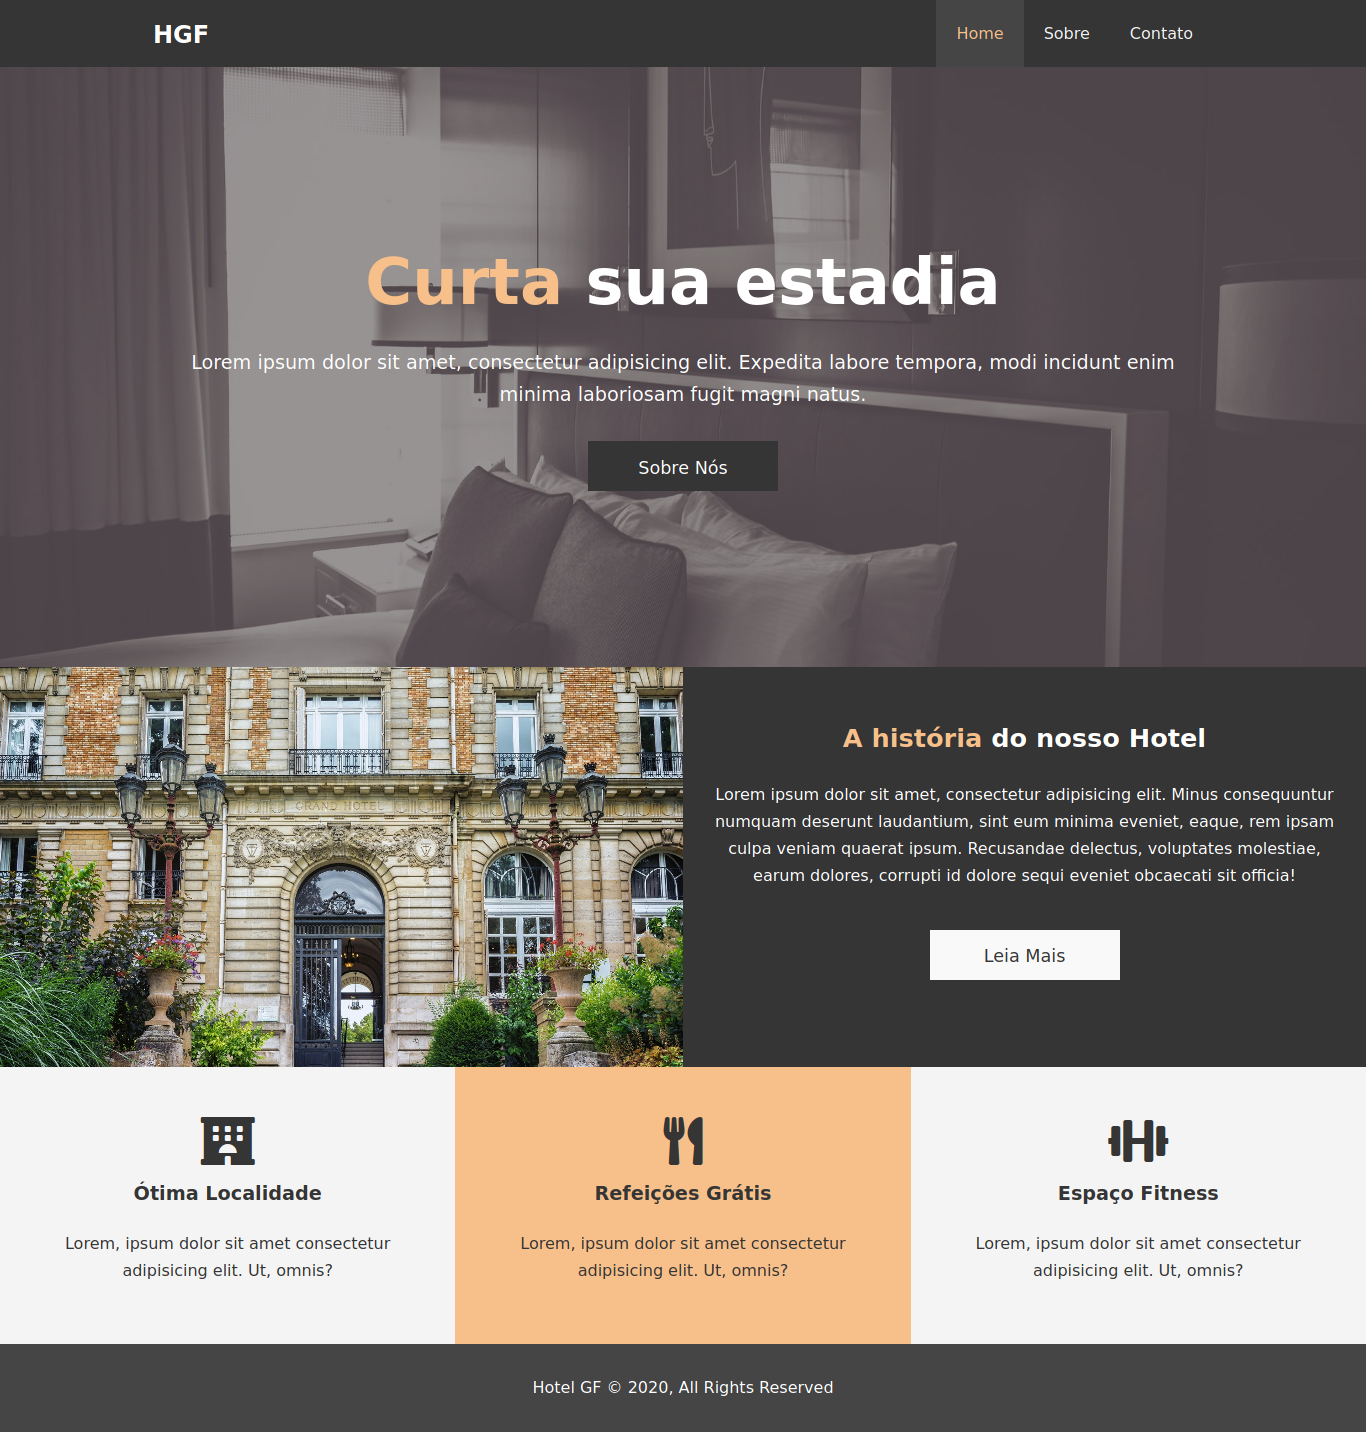 HGF
Home Sobre Contato
Curta sua estadia
Lorem ipsum dolor sit amet, consectetur adipisicing elit. Expedita labore tempora, modi incidunt enim
minima laboriosam fugit magni natus.
Sobre Nós
GRAND HOTEL
A história do nosso Hotel
Lorem ipsum dolor sit amet, consectetur adipisicing elit. Minus consequuntur
numquam deserunt laudantium, sint eum minima eveniet, eaque, rem ipsam
culpa veniam quaerat ipsum. Recusandae delectus, voluptates molestiae,
earum dolores, corrupti id dolore sequi eveniet obcaecati sit officia!
Leia Mais
Ótima Localidade
Lorem, ipsum dolor sit amet consectetur
adipisicing elit. Ut, omnis?
Refeições Grátis
Lorem, ipsum dolor sit amet consectetur
adipisicing elit. Ut, omnis?
Espaço Fitness
Lorem, ipsum dolor sit amet consectetur
adipisicing elit. Ut, omnis?
Hotel GF © 2020, All Rights Reserved